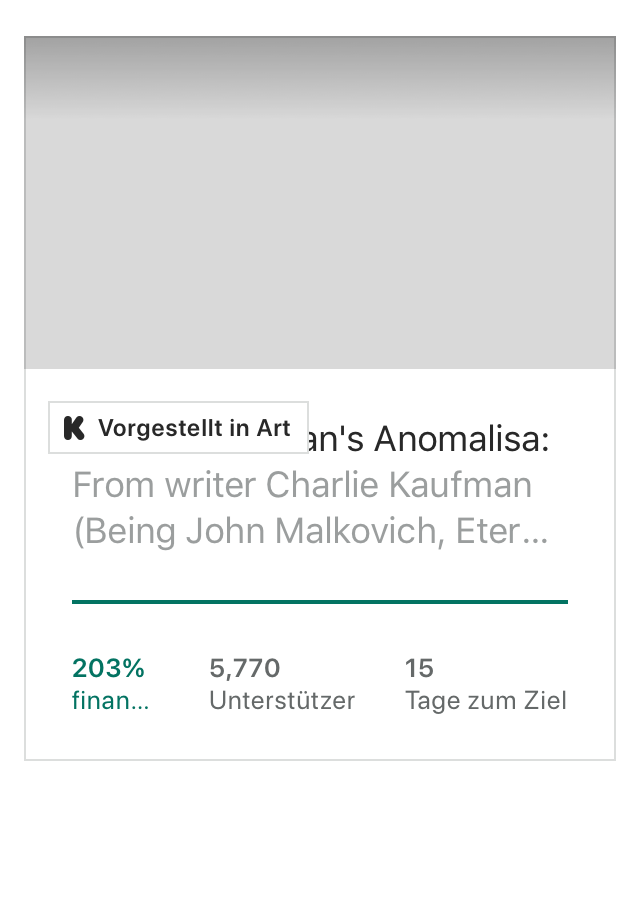 Vorgestellt in Art
an's Anomalisa:
From writer Charlie Kaufman
(Being John Malkovich, Eter…
203%
finan…
5,770
Unterstützer
15
Tage zum Ziel